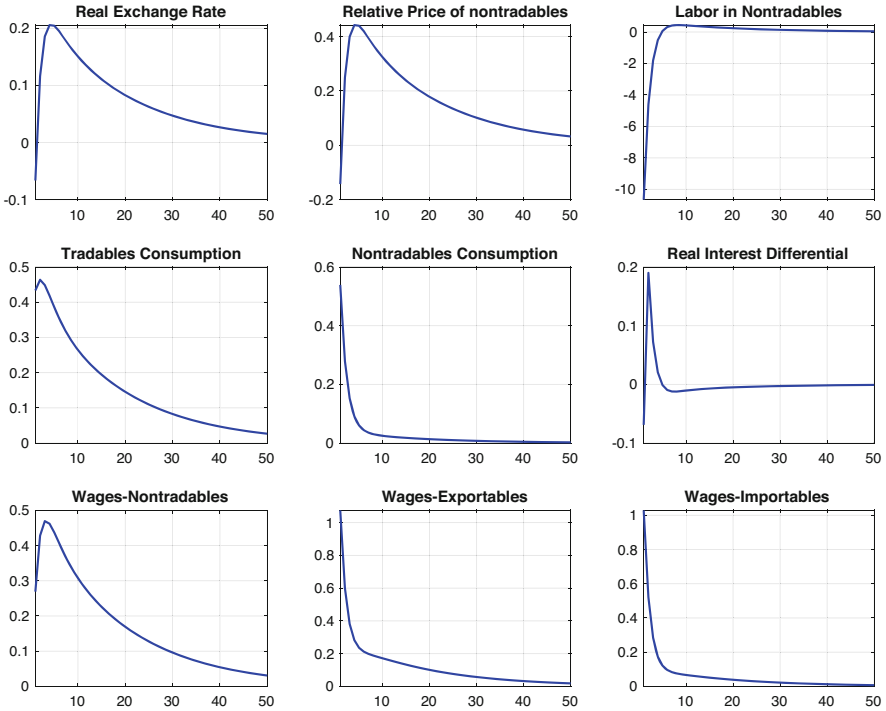 Real Exchange Rate
0.2
0.1
0
-0.1
10 20 30 40 50
Relative Price of nontradables
0.4
0.2
0
-0.2
10 20 30 40 50
Labor in Nontradables
0
-2
-4
-6
-8
-10
10 20 30 40 50
Tradables Consumption
0.5
0.4
0.3
0.2
0.1
0
10 20 30 40 50
Nontradables Consumption
0.6
0.4
0.2
0
10 20 30 40 50
Real Interest Differential
0.2
0.1
0
-0.1
10 20 30 40 50
Wages-Nontradables
0.5
0.4
0.3
0.2
0.1
0
10 20 30 40 50
Wages-Exportables
1
0.8
0.6
0.4
0.2
0
10 20 30 40 50
Wages-Importables
1
0.8
0.6
0.4
0.2
0
10 20 30 40 50